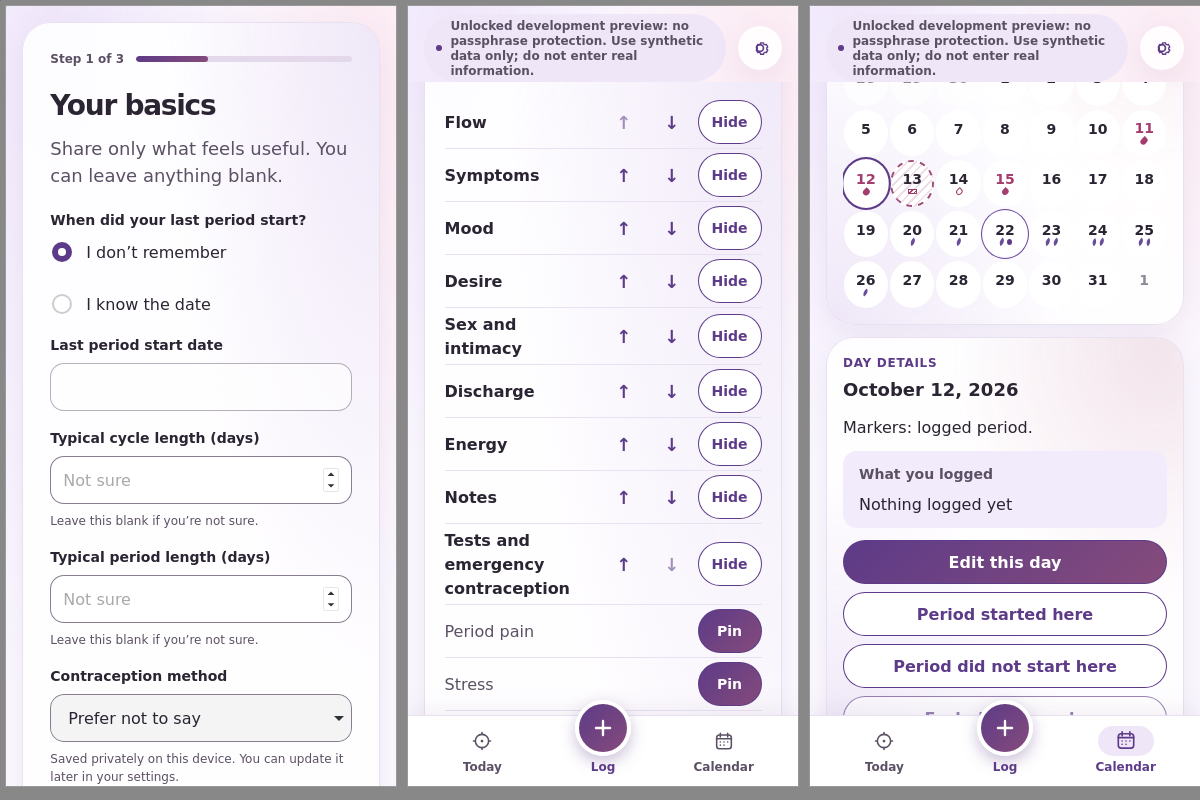 Step 1 of 3
Your basics
Share only what feels useful. You
can leave anything blank.
When did your last period start?
I don’t remember
I know the date
Last period start date
Typical cycle length (days)
Not sure
Leave this blank if you’re not sure.
Typical period length (days)
Not sure
Leave this blank if you’re not sure.
Contraception method
Prefer not to say
Saved privately on this device. You can update it
later in your settings.
Unlocked development preview: no
passphrase protection. Use synthetic
data only; do not enter real
information.
Flow ↑ ↓ Hide
Symptoms ↑ ↓ Hide
Mood ↑ ↓ Hide
Desire ↑ ↓ Hide
Sex and
intimacy ↑ ↓ Hide
Discharge ↑ ↓ Hide
Energy ↑ ↓ Hide
Notes ↑ ↓ Hide
Tests and
emergency ↑ ↓ Hide
contraception
Period pain Pin
Stress Pin
Today Log Calendar
Unlocked development preview: no
passphrase protection. Use synthetic
data only; do not enter real
information.
5 6 7 8 9 10 11
12 13 14 15 16 17 18
19 20 21 22 23 24 25
26 27 28 29 30 31 1
DAY DETAILS
October 12, 2026
Markers: logged period.
What you logged
Nothing logged yet
Edit this day
Period started here
Period did not start here
Today Log Calendar